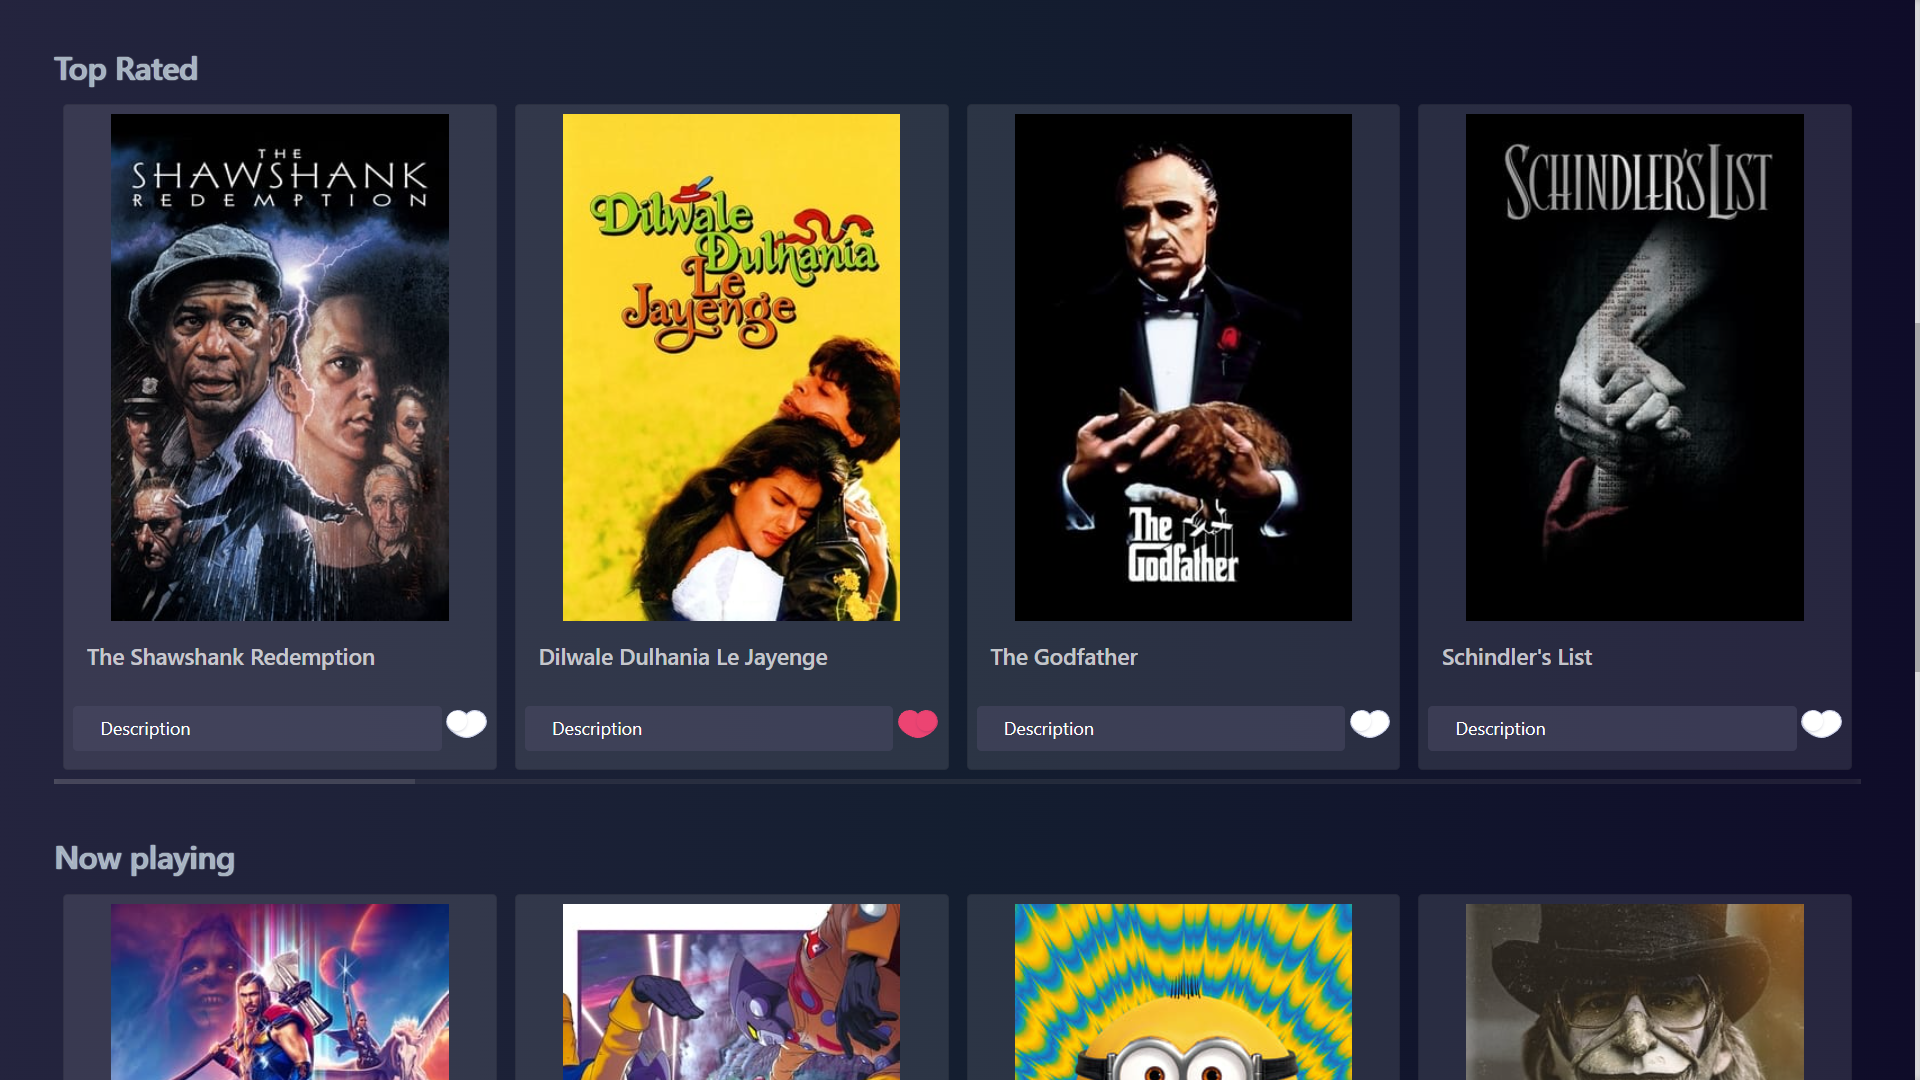 Top Rated
THE
SHAWSHANK
REDEMPTION
Dilwale
Dulhania
Le
Jayenge
The
Godfather
SCHINDLER'S LIST
The Shawshank Redemption
Dilwale Dulhania Le Jayenge
The Godfather
Schindler's List
Description
Description
Description
Description
Now playing